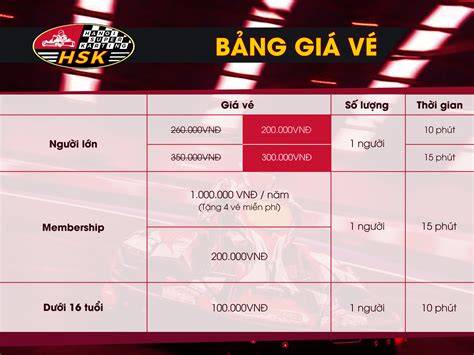 HANOI
SUPER
KARTING
HSK
BẢNG GIÁ VÉ
Giá vé Số lượng Thời gian
Người lớn
260.000VNĐ 200.000VNĐ 1 người 10 phút
350.000VNĐ 300.000VNĐ 15 phút
Membership
1.000.000 VNĐ / năm
(Tặng 4 vé miễn phí)
200.000VNĐ
1 người 15 phút
Dưới 16 tuổi 100.000VNĐ 1 người 10 phút